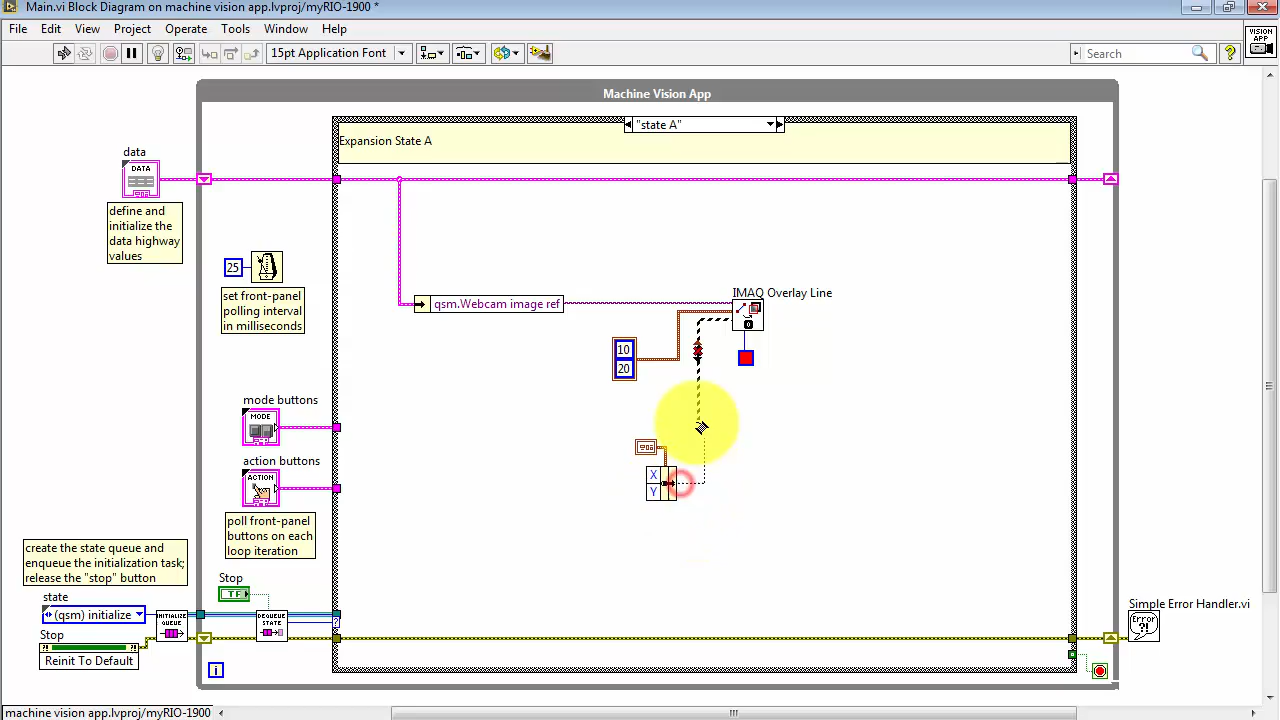 Main.vi Block Diagram on machine vision app.lvproj/myRIO-1900 *
File Edit View Project Operate Tools Window Help
15pt Application Font
Search
VISION
APP
Machine Vision App
"state A"
Expansion State A
data
DATA
define and
initialize the
data highway
values
25
set front-panel
polling interval
in milliseconds
qsm.Webcam image ref
IMAQ Overlay Line
10
20
mode buttons
MODE
action buttons
ACTION
X
Y
poll front-panel
buttons on each
loop iteration
create the state queue and
enqueue the initialization task;
release the "stop" button
Stop
TF
state
(qsm) initialize
INITIALIZE
QUEUE
DEQUEUE
STATE
?
Stop
Reinit To Default
i
Simple Error Handler.vi
Error
?!
machine vision app.lvproj/myRIO-1900